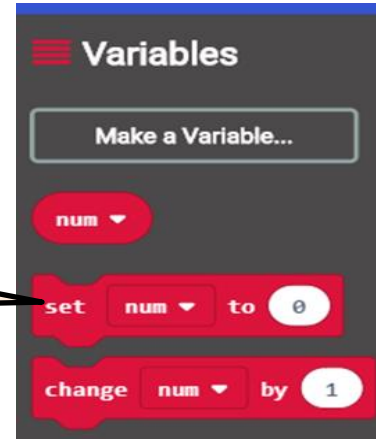 Variables
Make a Variable...
num
set num to 0
change num by 1